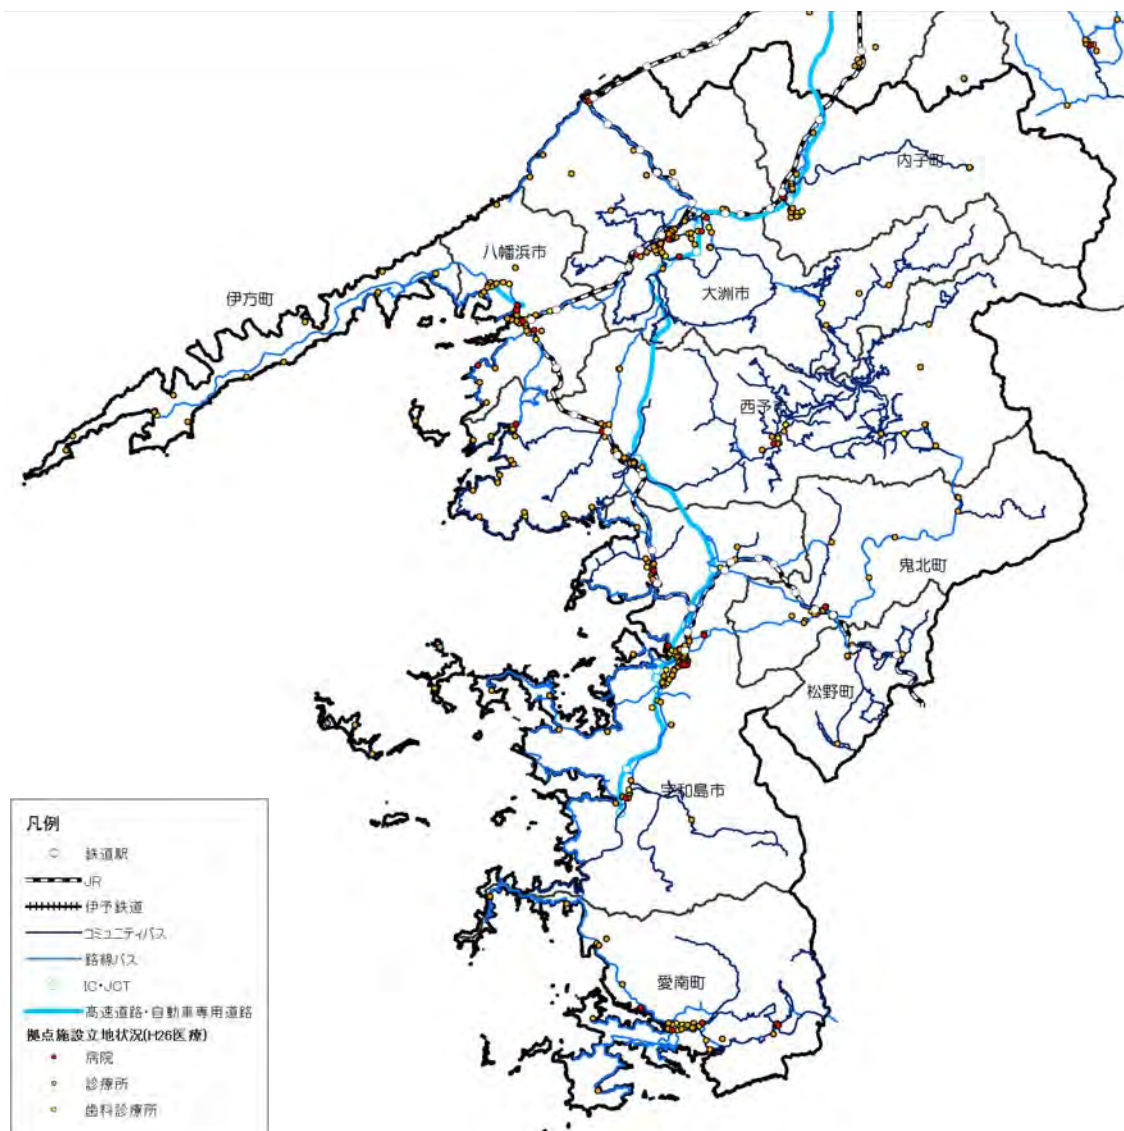 内子町
八幡浜市
大洲市
伊方町
西予市
鬼北町
松野町
宇和島市
愛南町
凡例
鉄道駅
JR
伊予鉄道
コミュニティバス
路線バス
IC・JCT
高速道路・自動車専用道路
拠点施設立地状況(H26医療)
病院
診療所
歯科診療所